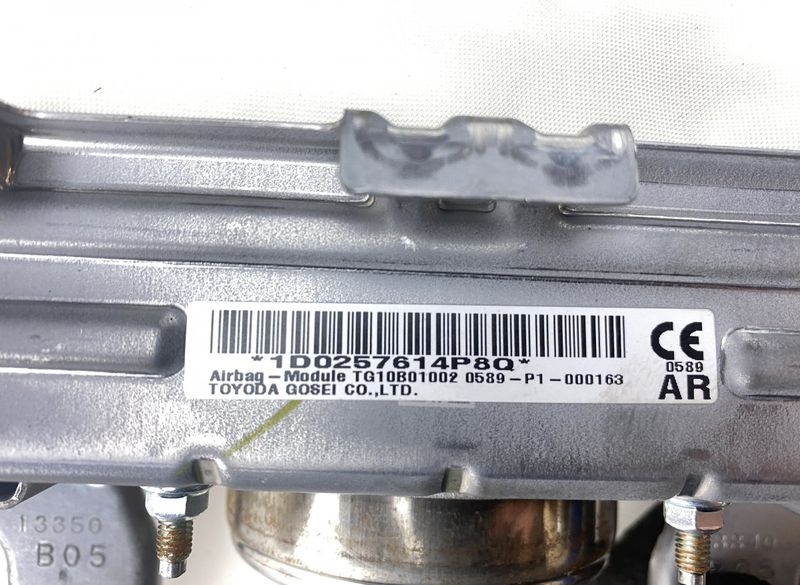 *1D0257614P8Q*
Airbag-Module TG10B01002 0589-P1-000163
TOYODA GOSEI CO.,LTD.
CE
0589
AR
13350
B05